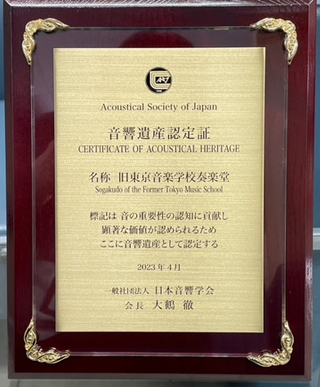 Acoustical Society of Japan
音響遺産認定証
CERTIFICATE OF ACOUSTICAL HERITAGE
名称 旧東京音楽学校奏楽堂
Sogakudo of the Former Tokyo Music School
標記は 音の重要性の認知に貢献し
顕著な価値が認められるため
ここに音響遺産として認定する
2023年4月
一般社団法人 日本音響学会
会長 大鶴 徹